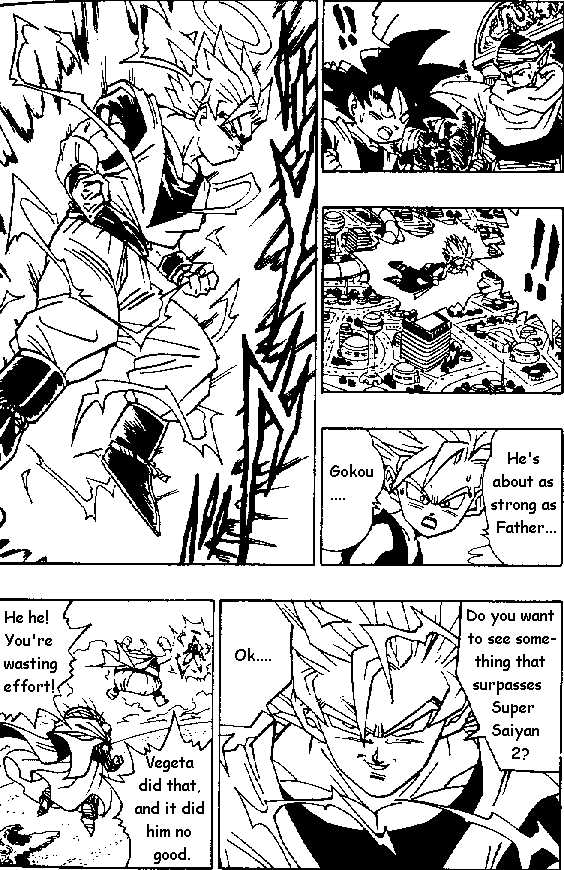 !!
!!
He's
about as
strong as
Father...
Gokou
....
Do you want
to see some-
thing that
surpasses
Super
Saiyan
2?
Ok....
He he!
You're
wasting
effort!
Vegeta
did that,
and it did
him no
good.